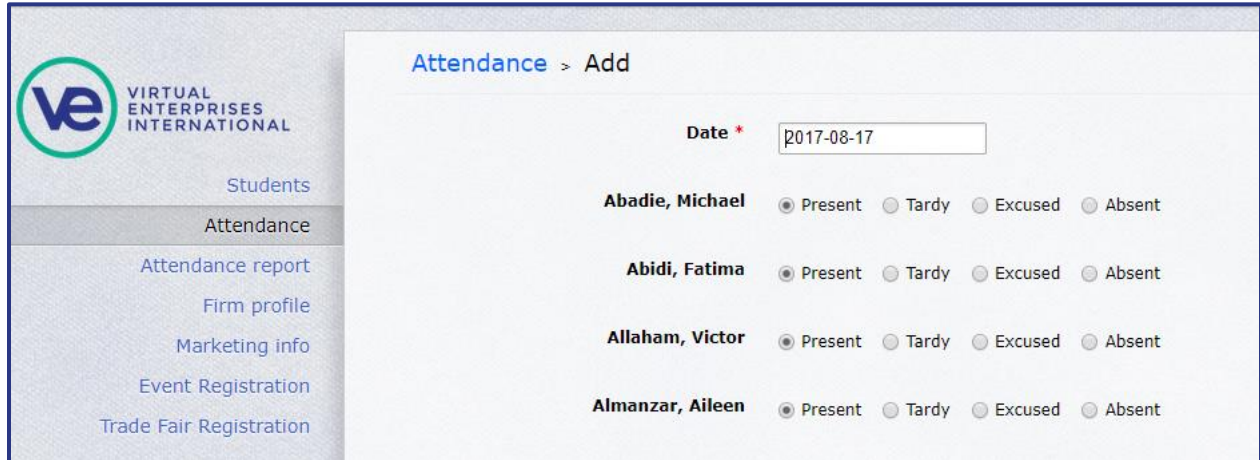 ve
VIRTUAL
ENTERPRISES
INTERNATIONAL
Students
Attendance
Attendance report
Firm profile
Marketing info
Event Registration
Trade Fair Registration
Attendance > Add
Date * 2017-08-17
Abadie, Michael Present Tardy Excused Absent
Abidi, Fatima Present Tardy Excused Absent
Allaham, Victor Present Tardy Excused Absent
Almanzar, Aileen Present Tardy Excused Absent